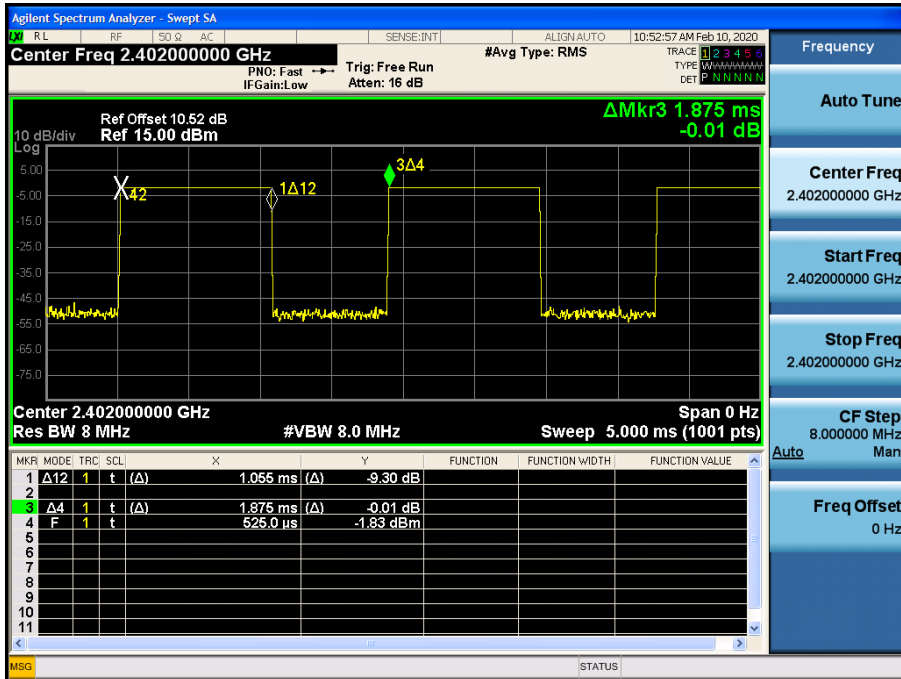 Agilent Spectrum Analyzer - Swept SA
LXI RL RF 50 Ω AC SENSE:INT ALIGN AUTO 10:52:57 AM Feb 10, 2020
Center Freq 2.402000000 GHz
#Avg Type: RMS
TRACE 1 2 3 4 5 6
PNO: Fast
Trig: Free Run
TYPE WWWWWW
IFGain:Low
Atten: 16 dB
DET P N N N N N
ΔMkr3 1.875 ms
-0.01 dB
Ref Offset 10.52 dB
10 dB/div Ref 15.00 dBm
Log
5.00
-5.00
-15.0
-25.0
-35.0
-45.0
-55.0
-65.0
-75.0
X
42
1Δ12
3Δ4
Center 2.402000000 GHz Span 0 Hz
Res BW 8 MHz #VBW 8.0 MHz Sweep 5.000 ms (1001 pts)
MKR MODE TRC SCL X Y FUNCTION FUNCTION WIDTH FUNCTION VALUE
1 Δ12 1 t (Δ) 1.055 ms (Δ) -9.30 dB
2
3 Δ4 1 t (Δ) 1.875 ms (Δ) -0.01 dB
4 F 1 t 525.0 µs -1.83 dBm
5
6
7
8
9
10
11
MSG STATUS
Frequency
Auto Tune
Center Freq
2.402000000 GHz
Start Freq
2.402000000 GHz
Stop Freq
2.402000000 GHz
CF Step
8.000000 MHz
Auto Man
Freq Offset
0 Hz